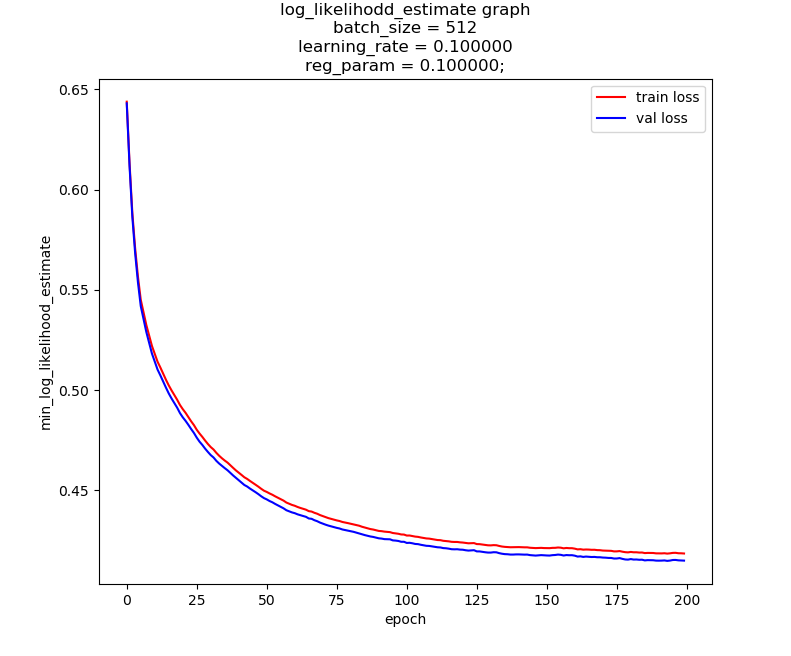 log_likelihodd_estimate graph
batch_size = 512
learning_rate = 0.100000
reg_param = 0.100000;
train loss
val loss
0.65
0.60
0.55
0.50
0.45
min_log_likelihood_estimate
0 25 50 75 100 125 150 175 200
epoch